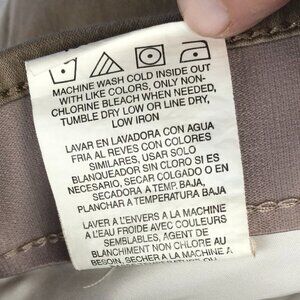 MACHINE WASH COLD INSIDE OUT
WITH LIKE COLORS, ONLY NON-
CHLORINE BLEACH WHEN NEEDED,
TUMBLE DRY LOW OR LINE DRY,
LOW IRON
LAVAR EN LAVADORA CON AGUA
FRIA AL REVES CON COLORES
SIMILARES, USAR SOLO
BLANQUEADOR SIN CLORO SI ES
NECESARIO, SECAR COLGADO O EN
SECADORA A TEMP. BAJA,
PLANCHAR A TEMPERATURA BAJA
LAVER À L'ENVERS A LA MACHINE
A L'EAU FROIDE AVEC COULEURS
SEMBLABLES, AGENT DE
BLANCHIMENT NON CHLORE AU
BESOIN, SECHER A LA MACHINE